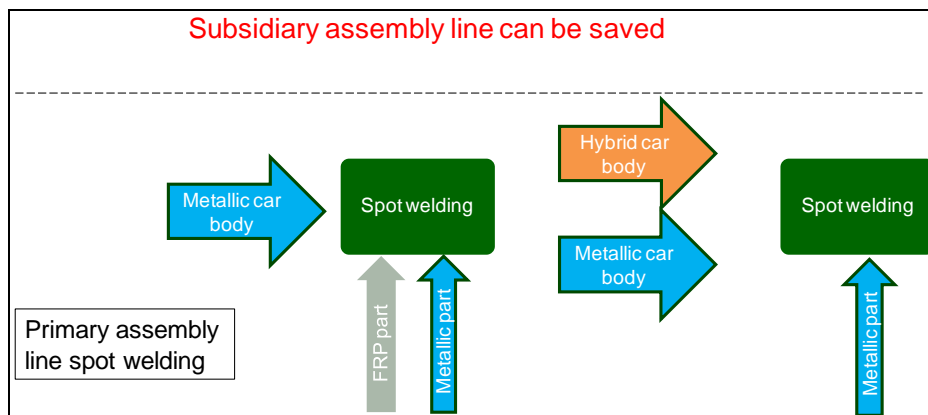 Subsidiary assembly line can be saved
Hybrid car
body
Metallic car
body
Spot welding
Spot welding
Metallic car
body
FRP part
Metallic part
Metallic part
Primary assembly
line spot welding